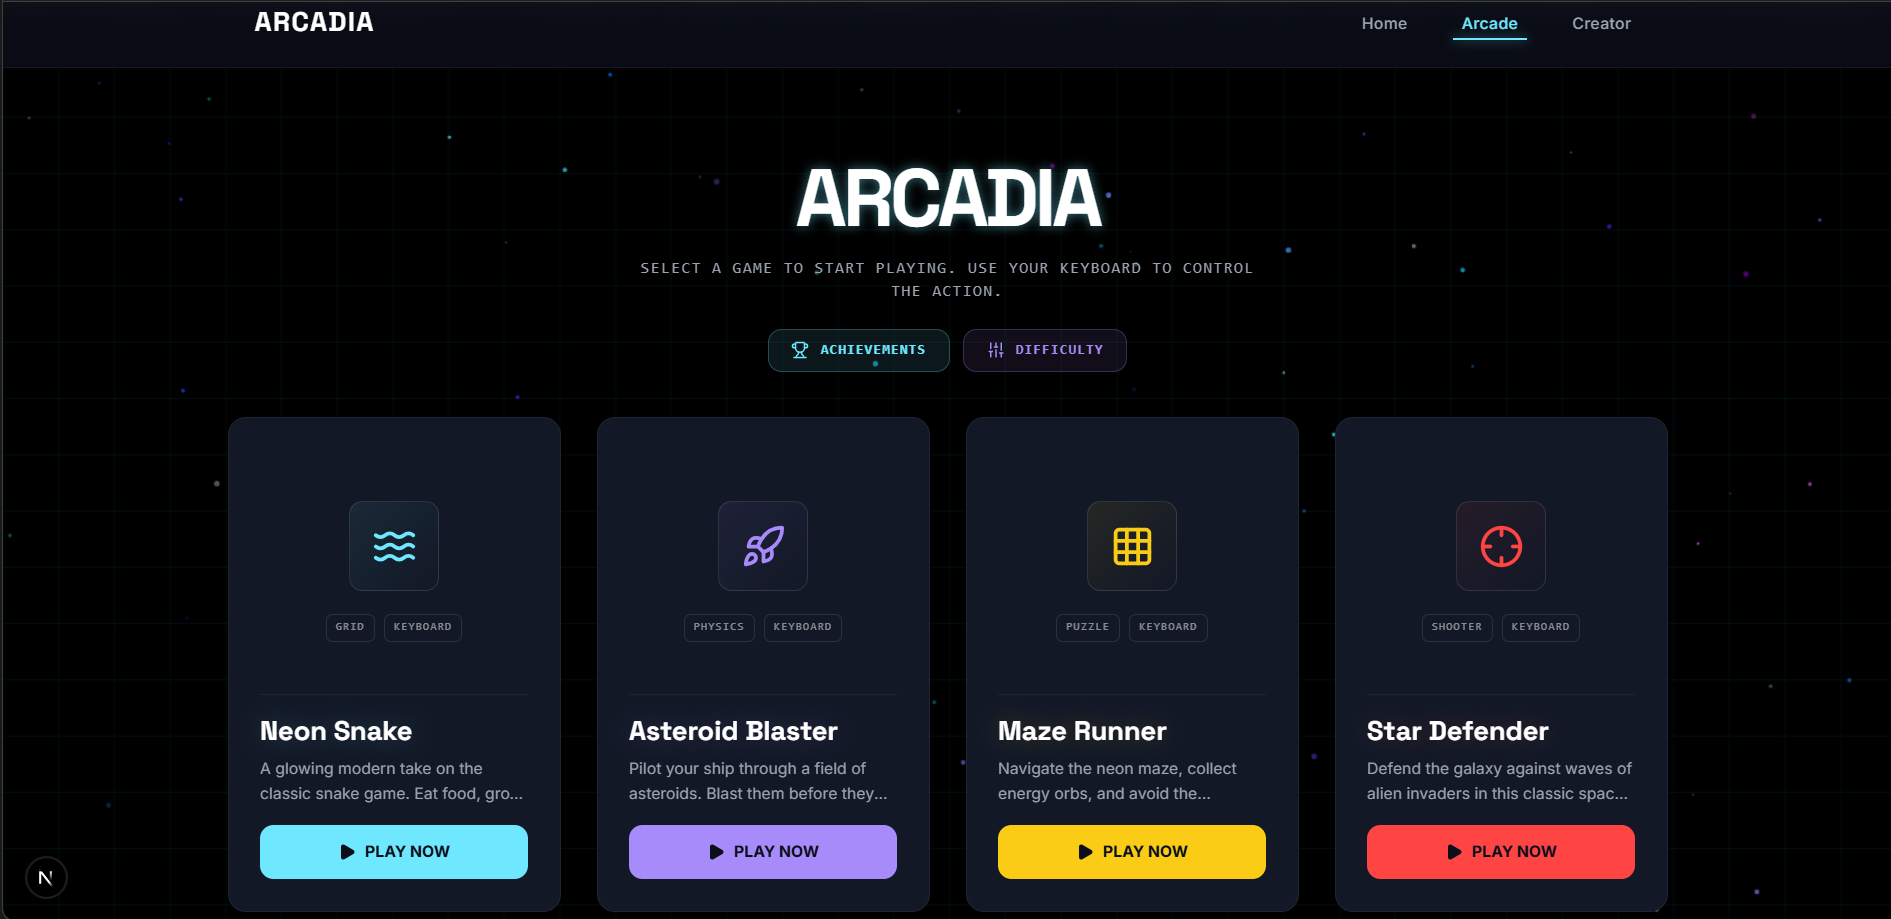 ARCADIA
Home Arcade Creator
ARCADIA
SELECT A GAME TO START PLAYING. USE YOUR KEYBOARD TO CONTROL
THE ACTION.
ACHIEVEMENTS DIFFICULTY
GRID KEYBOARD
Neon Snake
A glowing modern take on the
classic snake game. Eat food, gro...
PLAY NOW
PHYSICS KEYBOARD
Asteroid Blaster
Pilot your ship through a field of
asteroids. Blast them before they...
PLAY NOW
PUZZLE KEYBOARD
Maze Runner
Navigate the neon maze, collect
energy orbs, and avoid the...
PLAY NOW
SHOOTER KEYBOARD
Star Defender
Defend the galaxy against waves of
alien invaders in this classic spac...
PLAY NOW
N